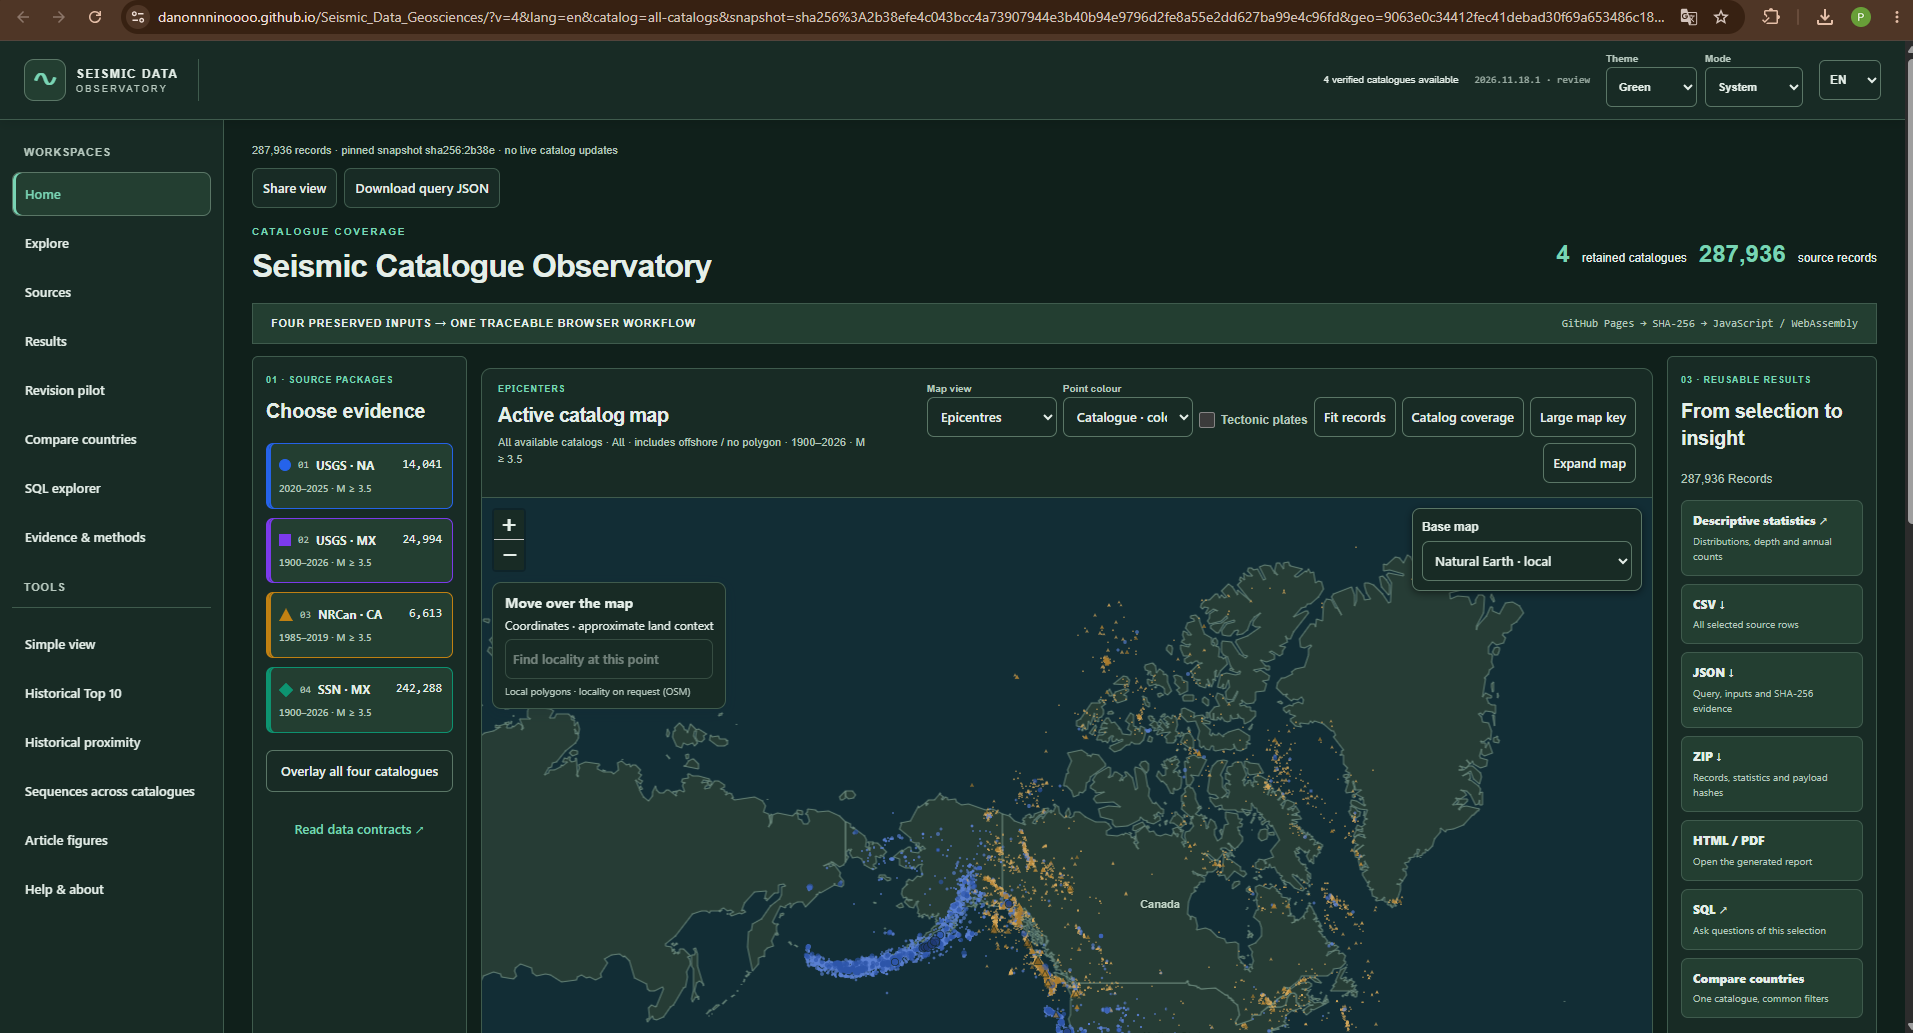 danonnninoooo.github.io/Seismic_Data_Geosciences/?v=4&lang=en&catalog=all-catalogs&snapshot=sha256%3A2b38efe4c043bcc4a73907944e3b40b94e9796d2fe8a55e2dd627ba99e4c96fd&geo=9063e0c34412fec41debad30f69a653486c18...
P
SEISMIC DATA
OBSERVATORY
4 verified catalogues available
2026.11.18.1 · review
Theme
Green
Mode
System
EN
WORKSPACES
Home
Explore
Sources
Results
Revision pilot
Compare countries
SQL explorer
Evidence & methods
TOOLS
Simple view
Historical Top 10
Historical proximity
Sequences across catalogues
Article figures
Help & about
287,936 records · pinned snapshot sha256:2b38e · no live catalog updates
Share view
Download query JSON
CATALOGUE COVERAGE
Seismic Catalogue Observatory
4 retained catalogues 287,936 source records
FOUR PRESERVED INPUTS → ONE TRACEABLE BROWSER WORKFLOW
GitHub Pages → SHA-256 → JavaScript / WebAssembly
01 · SOURCE PACKAGES
Choose evidence
01 USGS · NA 14,041
2020–2025 · M ≥ 3.5
02 USGS · MX 24,994
1900–2026 · M ≥ 3.5
03 NRCan · CA 6,613
1985–2019 · M ≥ 3.5
04 SSN · MX 242,288
1900–2026 · M ≥ 3.5
Overlay all four catalogues
Read data contracts ↗
EPICENTERS
Active catalog map
All available catalogs · All · includes offshore / no polygon · 1900–2026 · M
≥ 3.5
Map view
Epicentres
Point colour
Catalogue · col
Tectonic plates
Fit records
Catalog coverage
Large map key
Expand map
+
−
Move over the map
Coordinates · approximate land context
Find locality at this point
Local polygons · locality on request (OSM)
Base map
Natural Earth · local
Canada
03 · REUSABLE RESULTS
From selection to
insight
287,936 Records
Descriptive statistics ↗
Distributions, depth and annual
counts
CSV ↓
All selected source rows
JSON ↓
Query, inputs and SHA-256
evidence
ZIP ↓
Records, statistics and payload
hashes
HTML / PDF
Open the generated report
SQL ↗
Ask questions of this selection
Compare countries
One catalogue, common filters